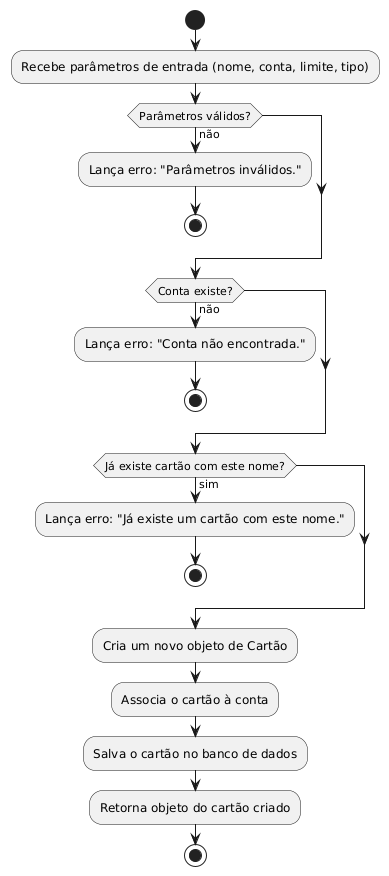 Recebe parâmetros de entrada (nome, conta, limite, tipo)
Parâmetros válidos?
não
Lança erro: "Parâmetros inválidos."
Conta existe?
não
Lança erro: "Conta não encontrada."
Já existe cartão com este nome?
sim
Lança erro: "Já existe um cartão com este nome."
Cria um novo objeto de Cartão
Associa o cartão à conta
Salva o cartão no banco de dados
Retorna objeto do cartão criado